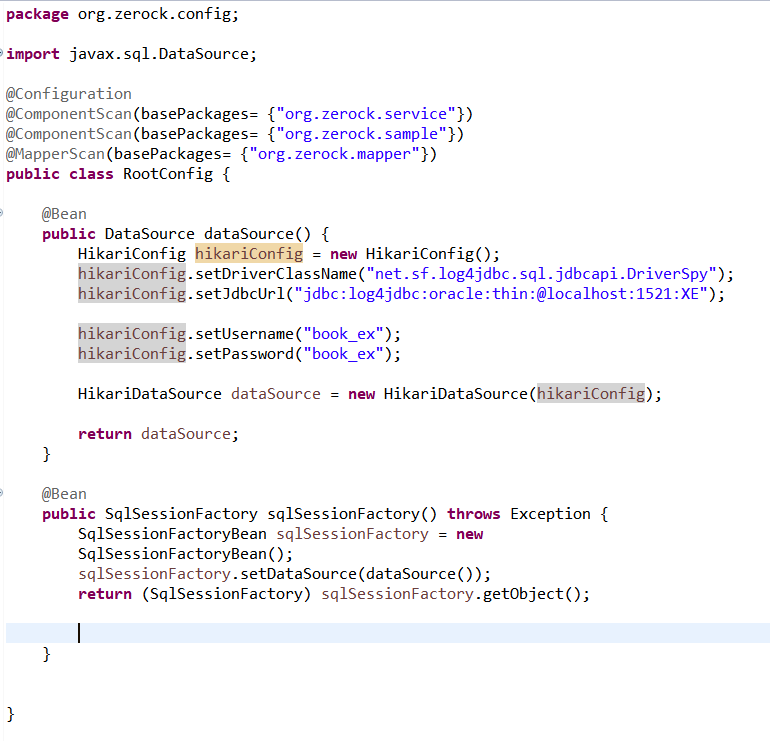 package org.zerock.config;
import javax.sql.DataSource;
@Configuration
@ComponentScan(basePackages= {"org.zerock.service"})
@ComponentScan(basePackages= {"org.zerock.sample"})
@MapperScan(basePackages= {"org.zerock.mapper"})
public class RootConfig {
@Bean
public DataSource dataSource() {
HikariConfig hikariConfig = new HikariConfig();
hikariConfig.setDriverClassName("net.sf.log4jdbc.sql.jdbcapi.DriverSpy");
hikariConfig.setJdbcUrl("jdbc:log4jdbc:oracle:thin:@localhost:1521:XE");
hikariConfig.setUsername("book_ex");
hikariConfig.setPassword("book_ex");
HikariDataSource dataSource = new HikariDataSource(hikariConfig);
return dataSource;
}
@Bean
public SqlSessionFactory sqlSessionFactory() throws Exception {
SqlSessionFactoryBean sqlSessionFactory = new
SqlSessionFactoryBean();
sqlSessionFactory.setDataSource(dataSource());
return (SqlSessionFactory) sqlSessionFactory.getObject();
}
}